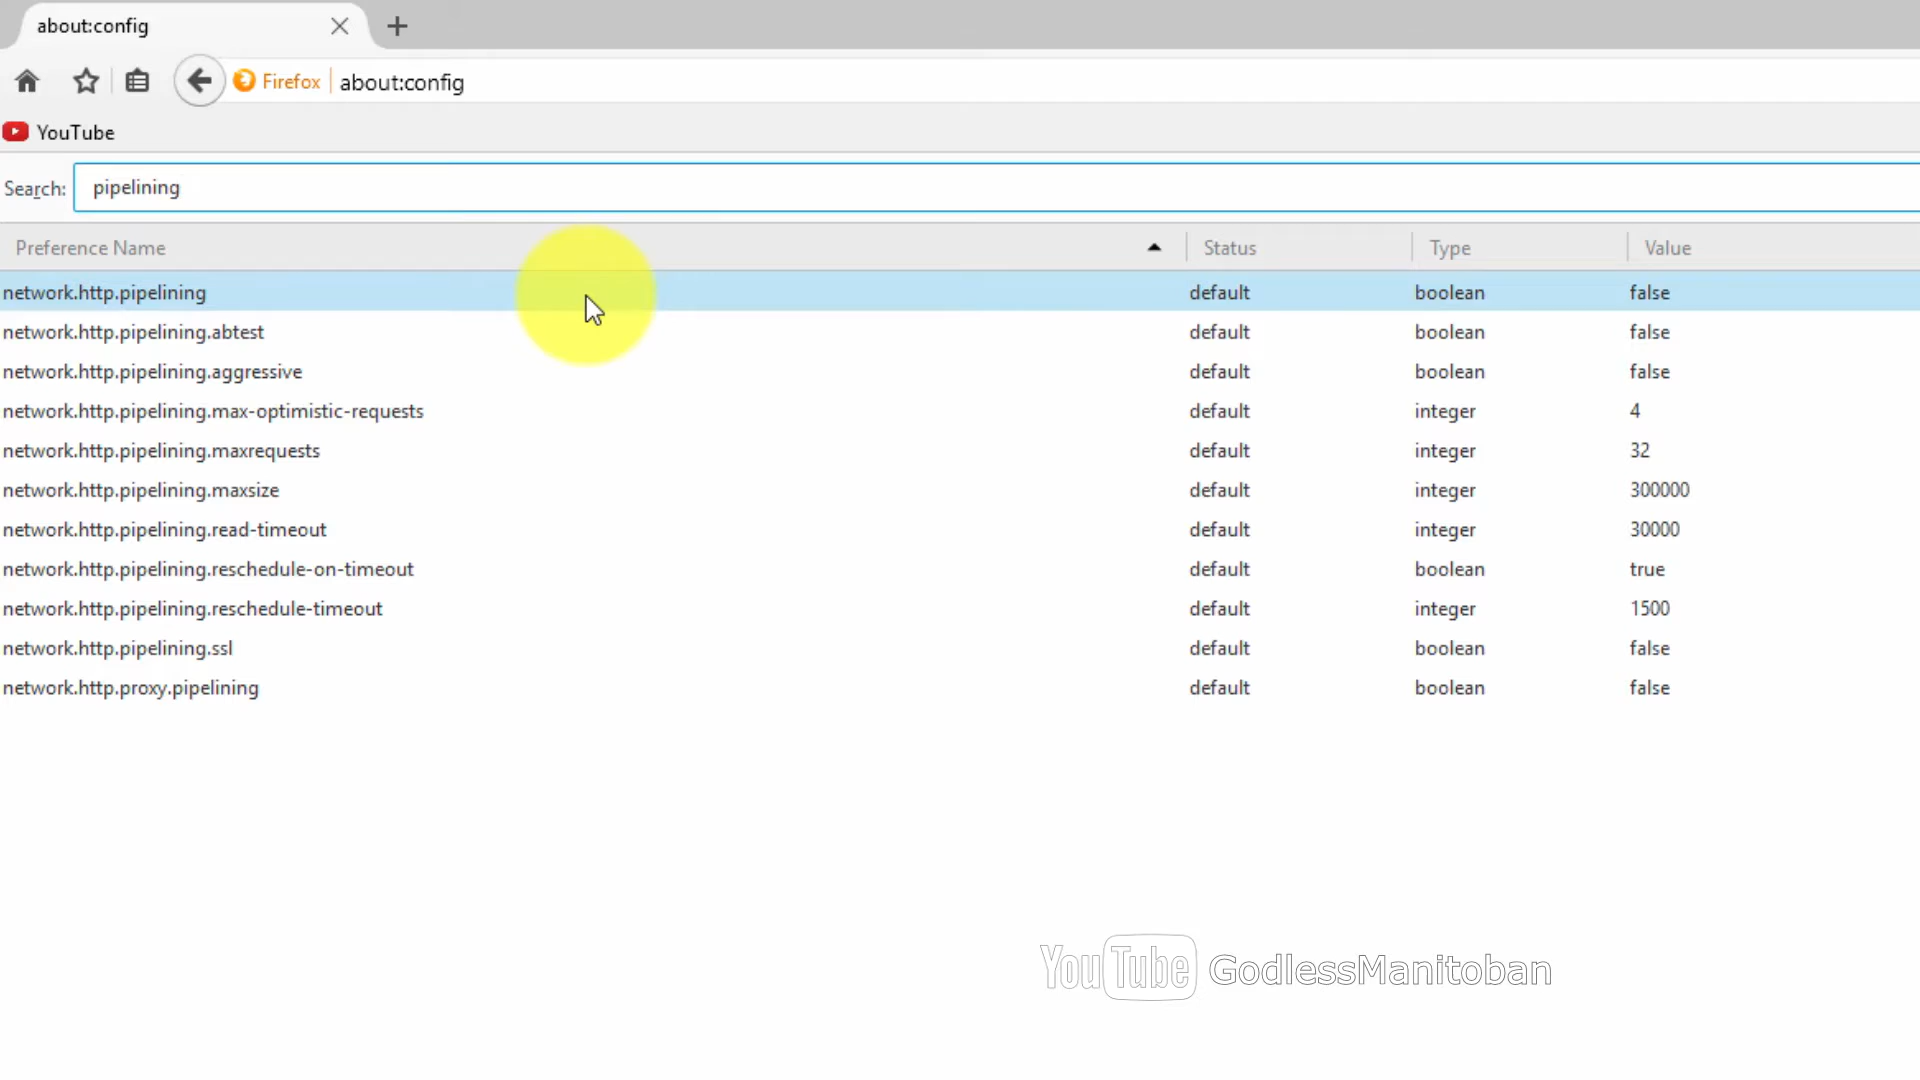 about:config
Firefox about:config
YouTube
Search: pipelining
Preference Name Status Type Value
network.http.pipelining default boolean false
network.http.pipelining.abtest default boolean false
network.http.pipelining.aggressive default boolean false
network.http.pipelining.max-optimistic-requests default integer 4
network.http.pipelining.maxrequests default integer 32
network.http.pipelining.maxsize default integer 300000
network.http.pipelining.read-timeout default integer 30000
network.http.pipelining.reschedule-on-timeout default boolean true
network.http.pipelining.reschedule-timeout default integer 1500
network.http.pipelining.ssl default boolean false
network.http.proxy.pipelining default boolean false
YouTube GodlessManitoban